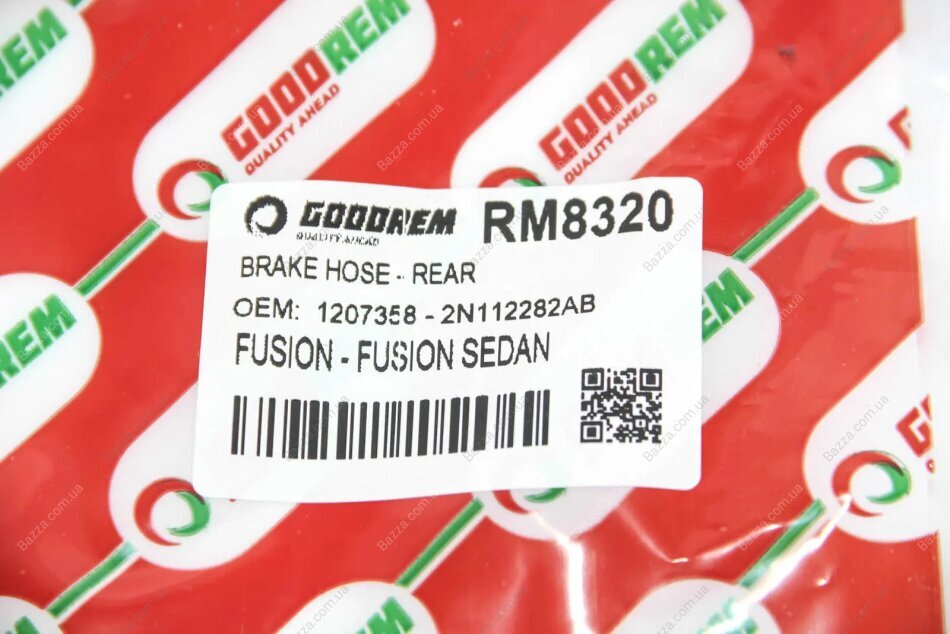 GOODREM RM8320
QUALITY AHEAD
BRAKE HOSE - REAR
OEM: 1207358 - 2N112282AB
FUSION - FUSION SEDAN
GOODREM
QUALITY AHEAD
GOODREM
QUALITY AHEAD
Bazza.com.ua